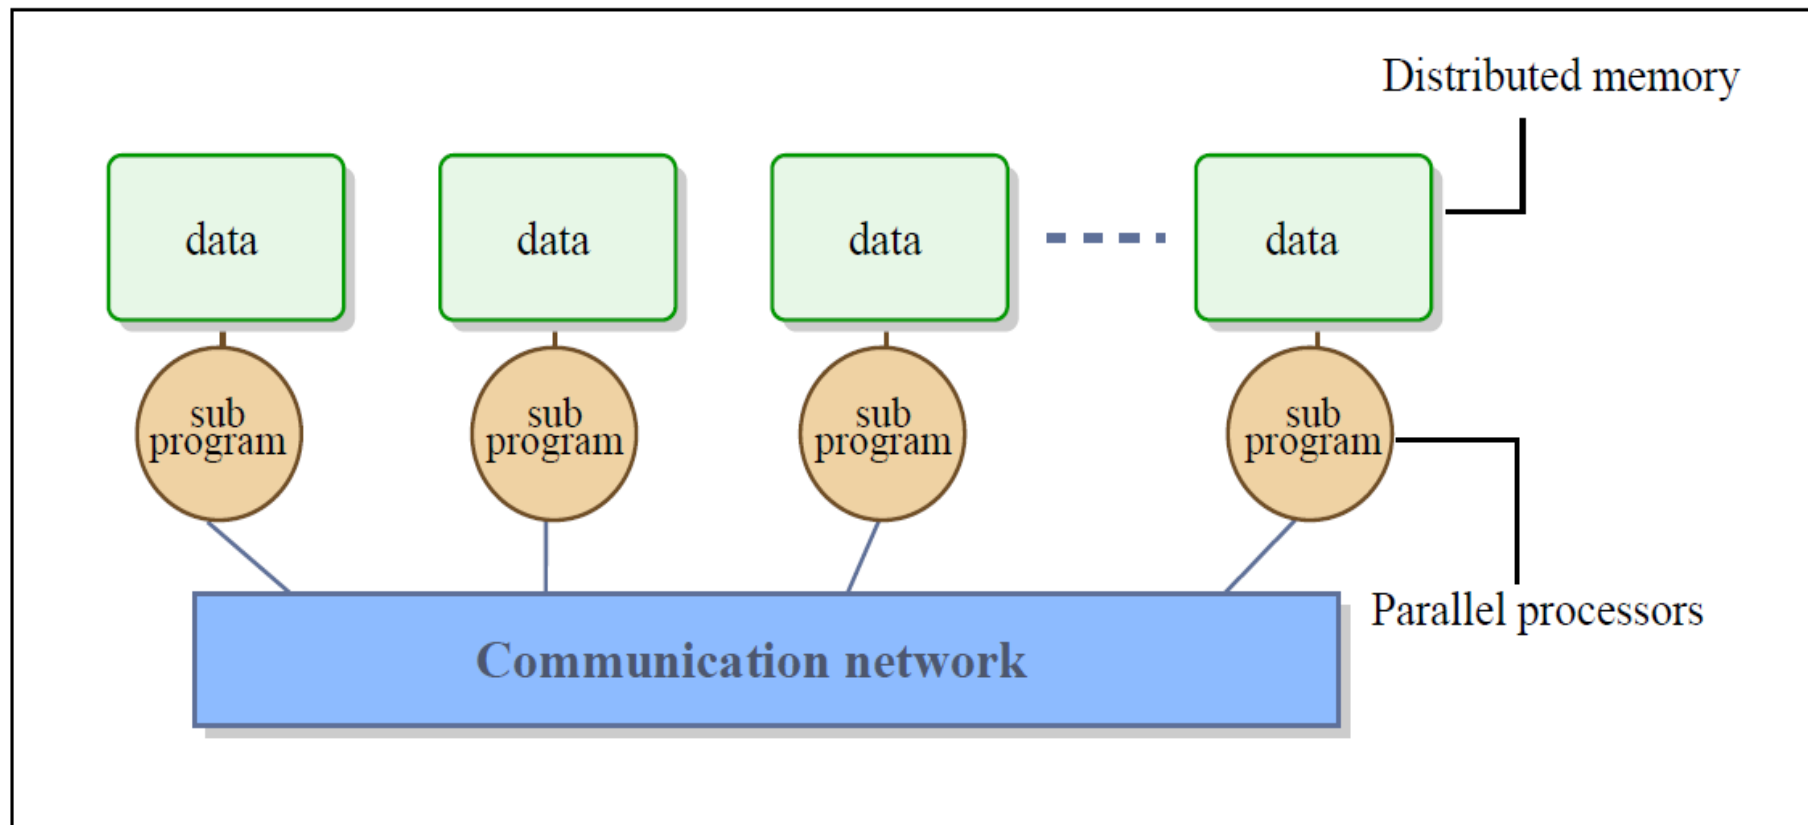 Distributed memory
data
data
data
data
sub
program
sub
program
sub
program
sub
program
Parallel processors
Communication network